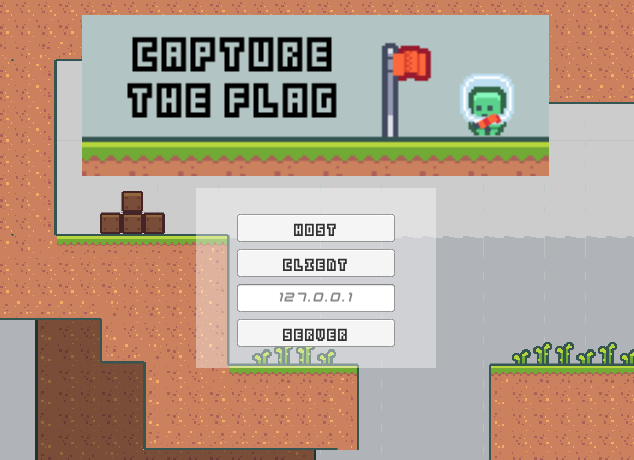 CAPTURE
THE FLAG
HOST
CLIENT
127.0.0.1
SERVER